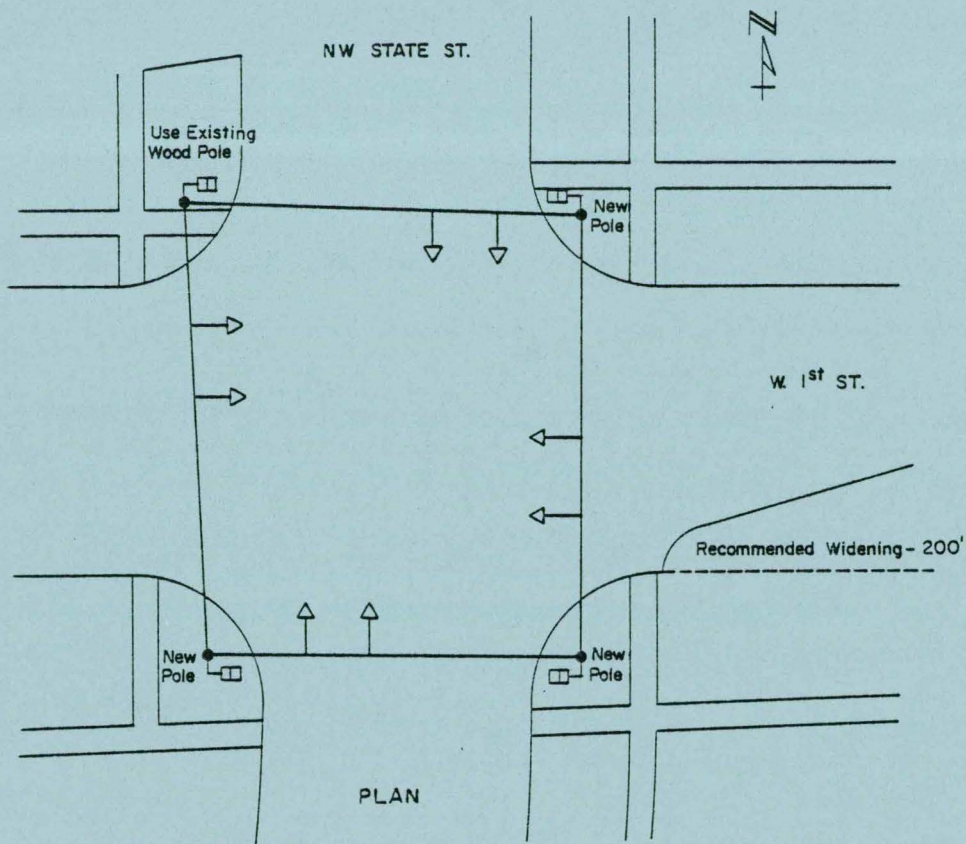 NW STATE ST.
N
Use Existing
Wood Pole
New
Pole
W. 1st ST.
Recommended Widening - 200'
New
Pole
New
Pole
PLAN